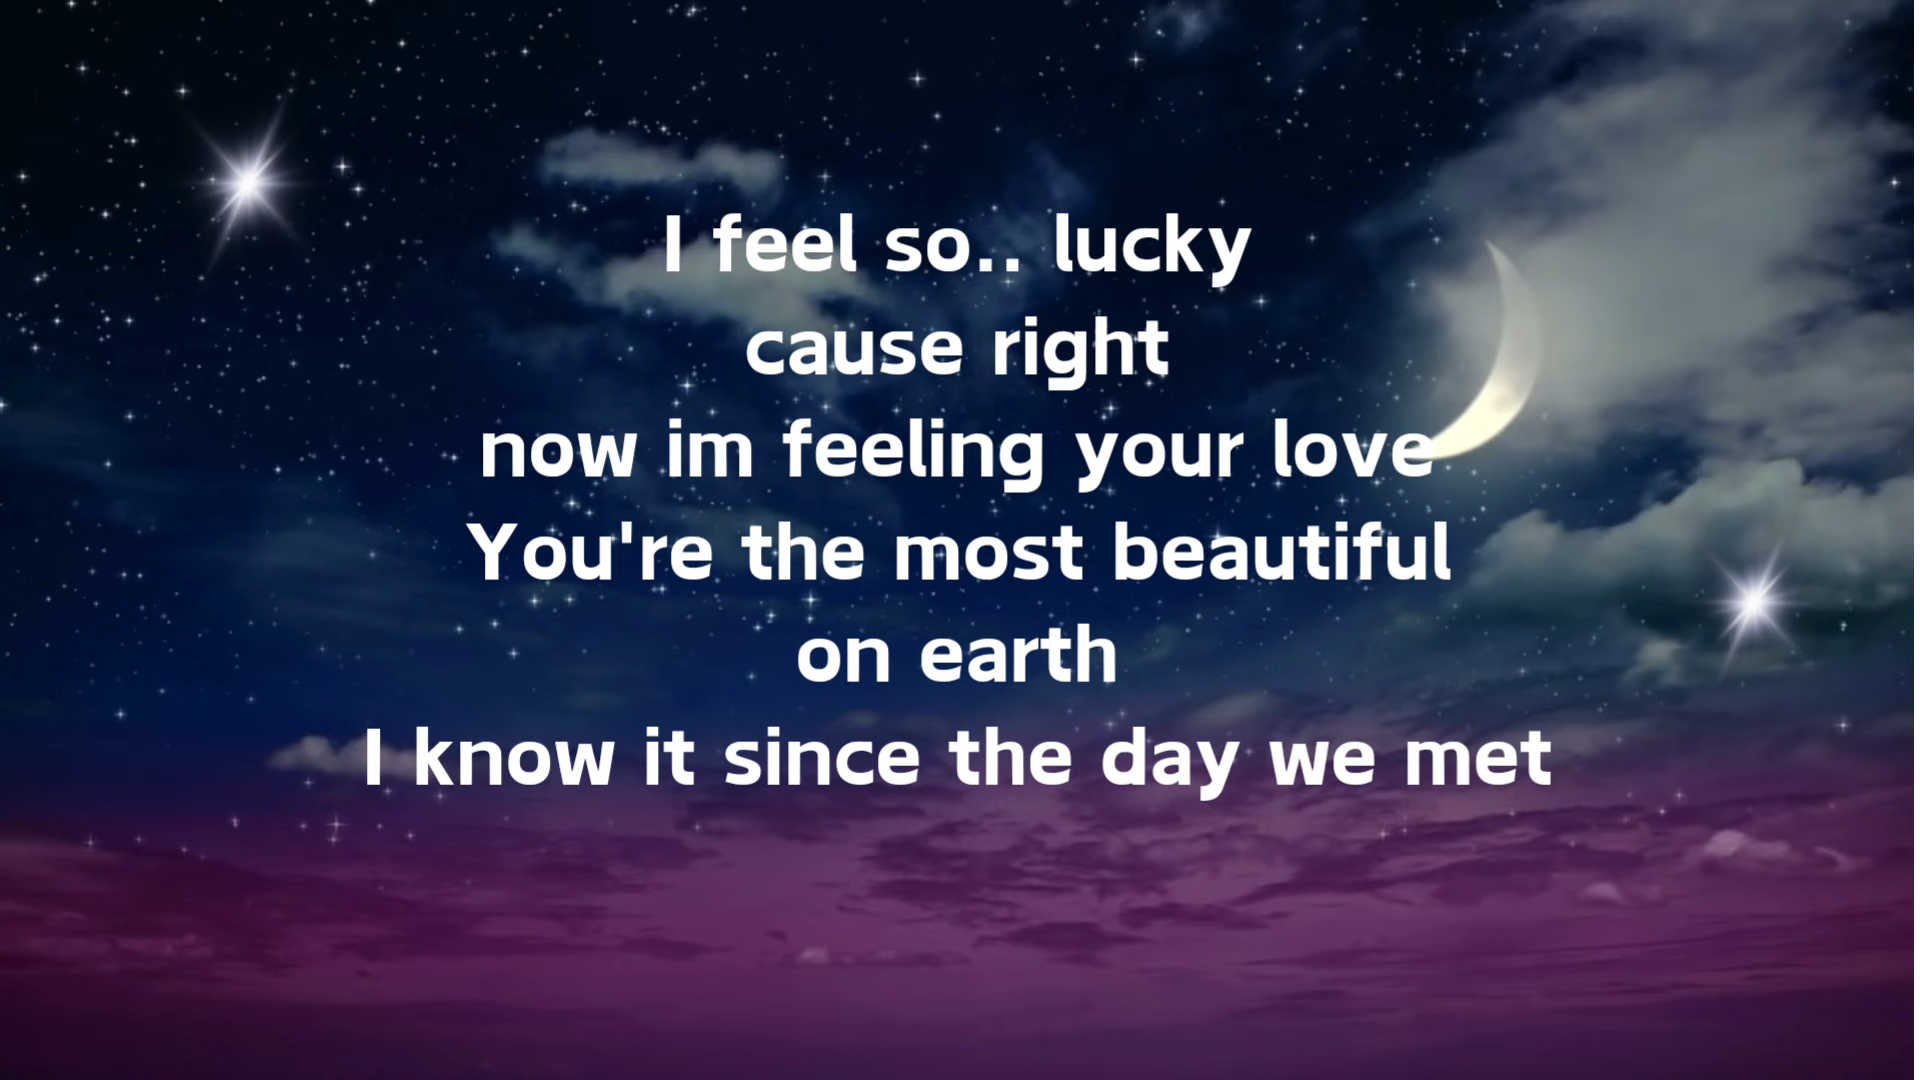 I feel so.. lucky
cause right
now im feeling your love
You're the most beautiful
on earth
I know it since the day we met